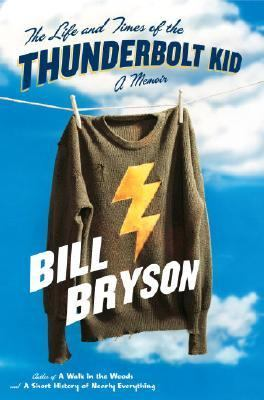 The Life and Times of the
THUNDERBOLT KID
A Memoir
BILL
BRYSON
Author of A Walk in the Woods
and A Short History of Nearly Everything